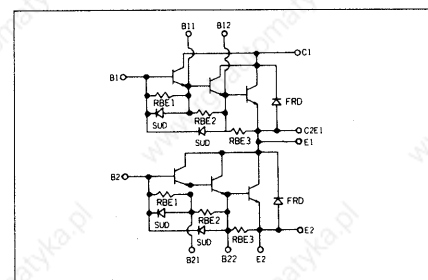 B11 B12
C1
B1
RBE1
FRD
SUD RBE2
SUD RBE3
C2E1
E1
B2
RBE1
FRD
SUD RBE2
SUD RBE3
E2
B21 B22 E2